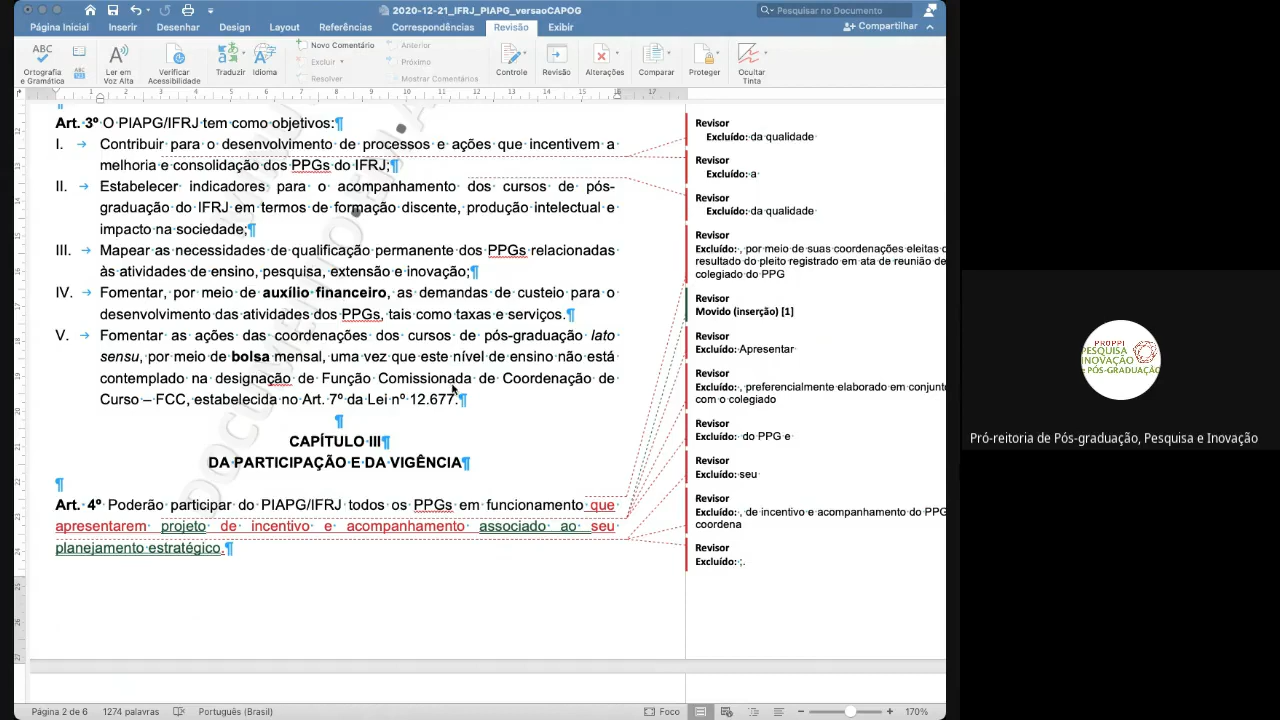 2020-12-21_IFRJ_PIAPG_versaoCAPOG
Pesquisar no Documento
Página Inicial Inserir Desenhar Design Layout Referências Correspondências Revisão Exibir
Compartilhar
Ortografia e Gramática
Ler em Voz Alta
Verificar Acessibilidade
Traduzir
Idioma
Novo Comentário
Excluir
Resolver
Anterior
Próximo
Mostrar Comentários
Controle
Revisão
Alterações
Comparar
Proteger
Ocultar Tinta
Art. 3º O PIAPG/IFRJ tem como objetivos:¶
I. → Contribuir para o desenvolvimento de processos e ações que incentivem a
melhoria e consolidação dos PPGs do IFRJ;¶
II. → Estabelecer indicadores para o acompanhamento dos cursos de pós-
graduação do IFRJ em termos de formação discente, produção intelectual e
impacto na sociedade;¶
III. → Mapear as necessidades de qualificação permanente dos PPGs relacionadas
às atividades de ensino, pesquisa, extensão e inovação;¶
IV. → Fomentar, por meio de auxílio financeiro, as demandas de custeio para o
desenvolvimento das atividades dos PPGs, tais como taxas e serviços.¶
V. → Fomentar as ações das coordenações dos cursos de pós-graduação lato
sensu, por meio de bolsa mensal, uma vez que este nível de ensino não está
contemplado na designação de Função Comissionada de Coordenação de
Curso – FCC, estabelecida no Art. 7º da Lei nº 12.677.¶
¶
CAPÍTULO III¶
DA PARTICIPAÇÃO E DA VIGÊNCIA¶
¶
Art. 4º Poderão participar do PIAPG/IFRJ todos os PPGs em funcionamento que
apresentarem projeto de incentivo e acompanhamento associado ao seu
planejamento estratégico.¶
Revisor
Excluído: da qualidade
Revisor
Excluído: a
Revisor
Excluído: da qualidade
Revisor
Excluído: , por meio de suas coordenações eleitas c
resultado do pleito registrado em ata de reunião de
colegiado do PPG
Revisor
Movido (inserção) [1]
Revisor
Excluído: Apresentar
Revisor
Excluído: , preferencialmente elaborado em conjunt
com o colegiado
Revisor
Excluído: do PPG e
Revisor
Excluído: seu
Revisor
Excluído: , de incentivo e acompanhamento do PPG
coordena
Revisor
Excluído: ;.
Página 2 de 6 1274 palavras Português (Brasil) Foco 170%
PROPPI
PESQUISA
INOVAÇÃO
e PÓS-GRADUAÇÃO
Pró-reitoria de Pós-graduação, Pesquisa e Inovação